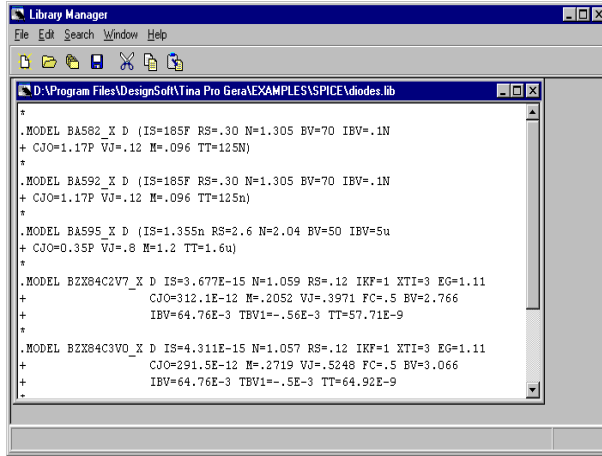 Library Manager
File Edit Search Window Help
D:\Program Files\DesignSoft\Tina Pro Gera\EXAMPLES\SPICE\diodes.lib
*
.MODEL BA582_X D (IS=185F RS=.30 N=1.305 BV=70 IBV=.1N
+ CJO=1.17P VJ=.12 M=.096 TT=125N)
*
.MODEL BA592_X D (IS=185F RS=.30 N=1.305 BV=70 IBV=.1N
+ CJO=1.17P VJ=.12 M=.096 TT=125n)
*
.MODEL BA595_X D (IS=1.355n RS=2.6 N=2.04 BV=50 IBV=5u
+ CJO=0.35P VJ=.8 M=1.2 TT=1.6u)
*
.MODEL BZX84C2V7_X D IS=3.677E-15 N=1.059 RS=.12 IKF=1 XTI=3 EG=1.11
+ CJO=312.1E-12 M=.2052 VJ=.3971 FC=.5 BV=2.766
+ IBV=64.76E-3 TBV1=-.56E-3 TT=57.71E-9
*
.MODEL BZX84C3V0_X D IS=4.311E-15 N=1.057 RS=.12 IKF=1 XTI=3 EG=1.11
+ CJO=291.5E-12 M=.2719 VJ=.5248 FC=.5 BV=3.066
+ IBV=64.76E-3 TBV1=-.5E-3 TT=64.92E-9
*